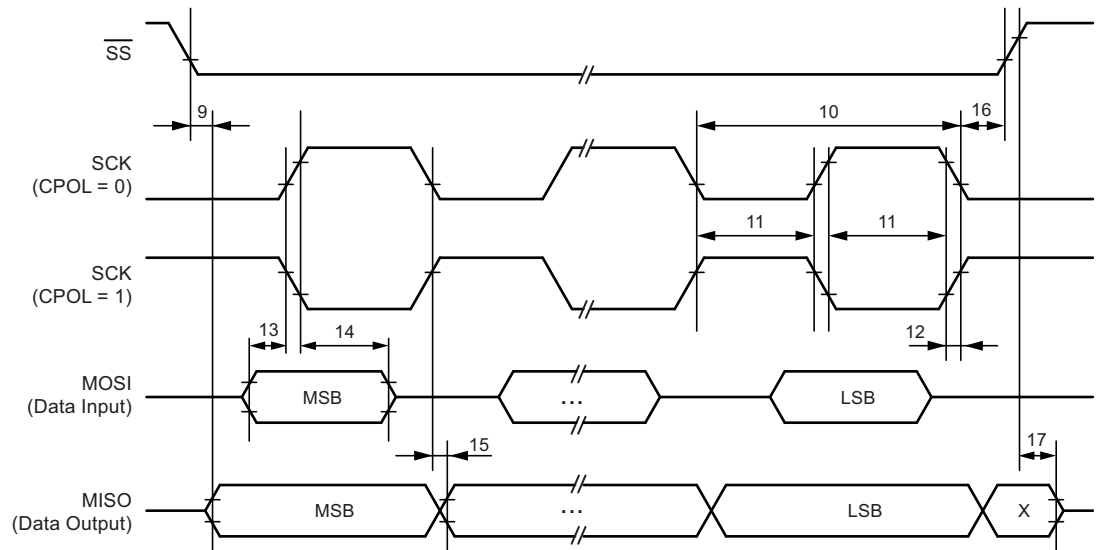 SS
9
10
16
SCK
(CPOL = 0)
11
11
SCK
(CPOL = 1)
13
14
12
MOSI
(Data Input)
MSB
...
LSB
15
17
MISO
(Data Output)
MSB
...
LSB
X